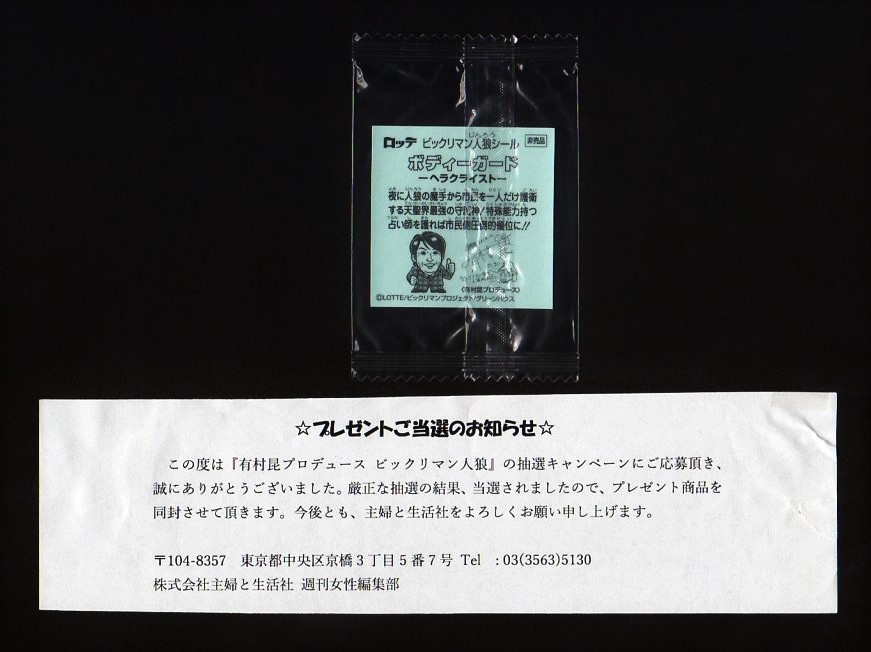 ロッテ ビックリマン人狼シール 非売品
ボディーガード
―ヘラクライスト―
夜に人狼の魔手から市民を一人だけ護衛
する天聖界最強の守護神!特殊能力持つ
占い師を護れば市民側圧倒的優位に!!
〈有村昆プロデュース〉
©LOTTE/ビックリマンプロジェクト/グリーンハウス
☆プレゼントご当選のお知らせ☆
この度は『有村昆プロデュース ビックリマン人狼』の抽選キャンペーンにご応募頂き、
誠にありがとうございました。厳正な抽選の結果、当選されましたので、プレゼント商品を
同封させて頂きます。今後とも、主婦と生活社をよろしくお願い申し上げます。
〒104-8357 東京都中央区京橋3丁目5番7号 Tel :03(3563)5130
株式会社主婦と生活社 週刊女性編集部